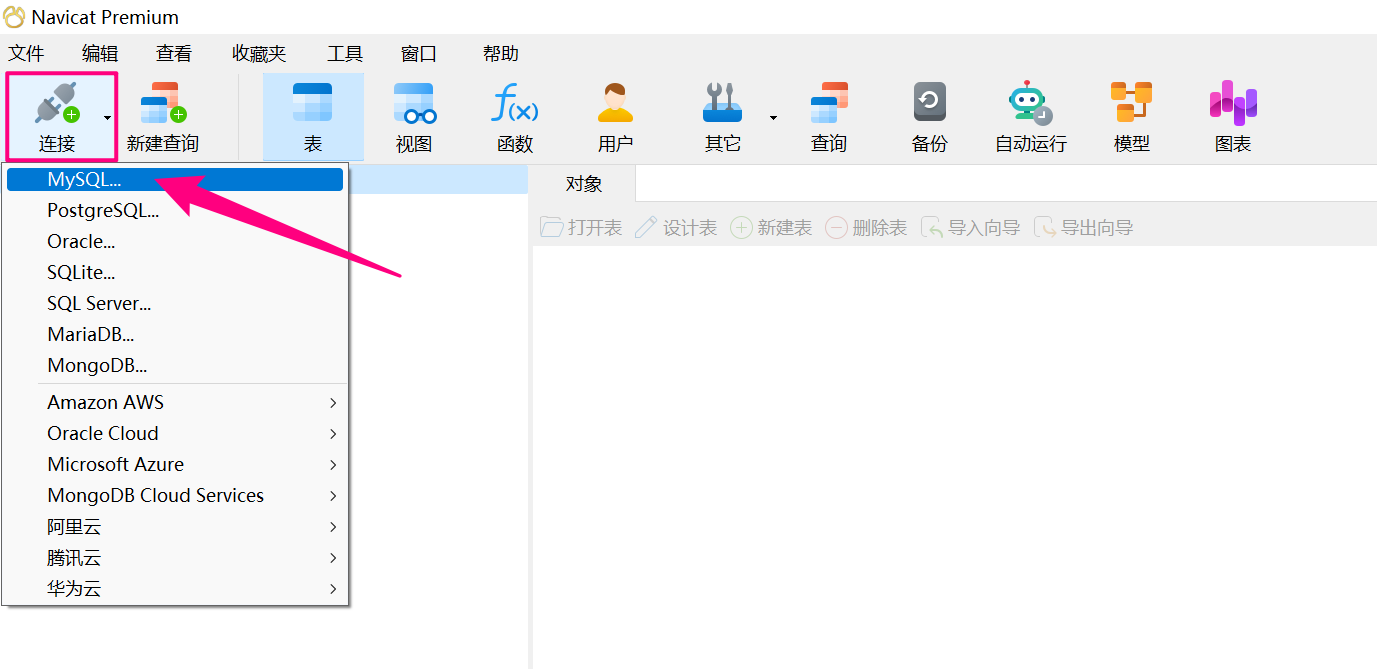 Navicat Premium
文件 编辑 查看 收藏夹 工具 窗口 帮助
连接 新建查询 表 视图 函数 用户 其它 查询 备份 自动运行 模型 图表
MySQL...
对象
PostgreSQL...
打开表 设计表 新建表 删除表 导入向导 导出向导
Oracle...
SQLite...
SQL Server...
MariaDB...
MongoDB...
Amazon AWS
Oracle Cloud
Microsoft Azure
MongoDB Cloud Services
阿里云
腾讯云
华为云